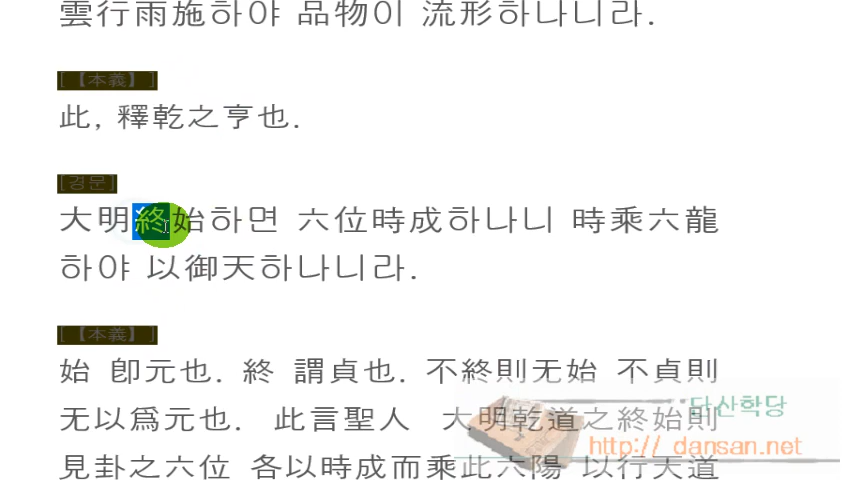 雲行雨施하야 品物이 流形하나니라.
[【本義】]
此, 釋乾之亨也.
[경문]
大明終始하면 六位時成하나니 時乘六龍
하야 以御天하나니라.
[【本義】]
始 卽元也. 終 謂貞也. 不終則无始 不貞則
无以爲元也. 此言聖人 大明乾道之終始則
見卦之六位 各以時成而乘此六陽 以行天道
단산학당
http://dansan.net